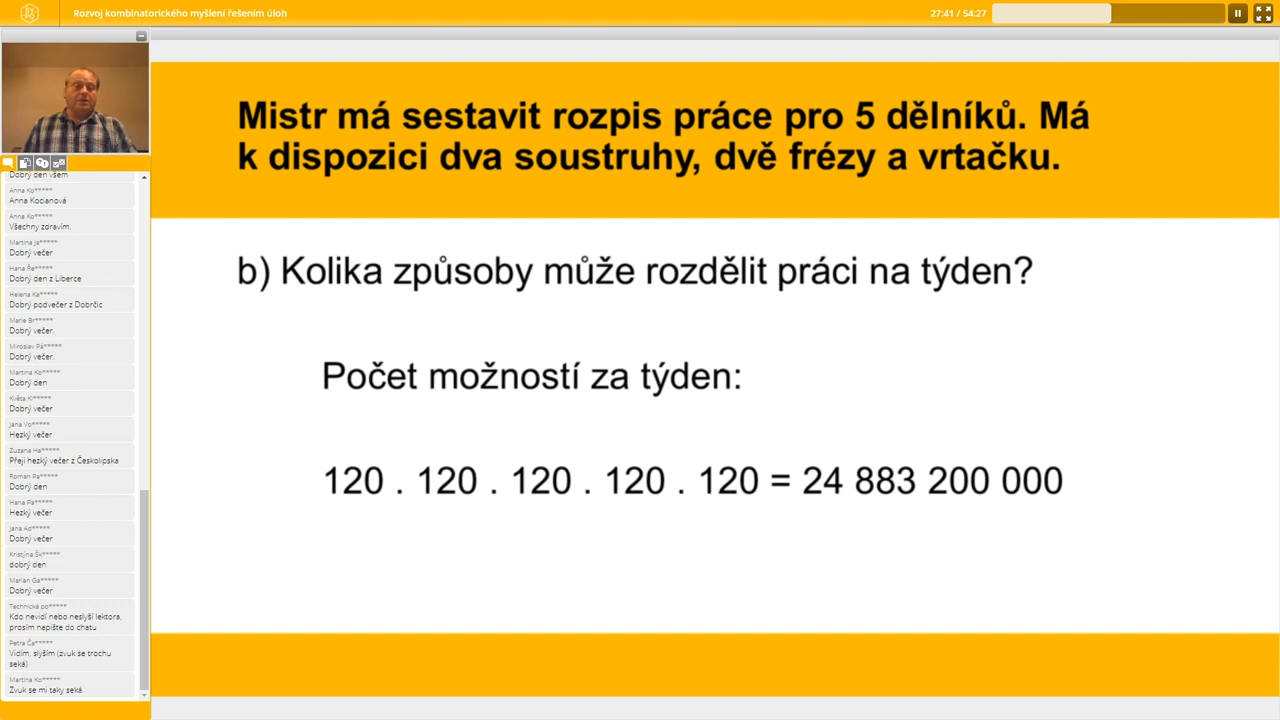 Rozvoj kombinatorického myšlení řešením úloh
27:41 / 54:27
Mistr má sestavit rozpis práce pro 5 dělníků. Má
k dispozici dva soustruhy, dvě frézy a vrtačku.
b) Kolika způsoby může rozdělit práci na týden?
Počet možností za týden:
120 . 120 . 120 . 120 . 120 = 24 883 200 000
Dobrý den všem
Anna Ko*****
Anna Kocianová
Anna Ko*****
Všechny zdravím.
Martina Ja*****
Dobrý večer
Hana Ře*****
Dobrý den z Liberce
Helena Ka*****
Dobrý podvečer z Dobrčic
Marie Br*****
Dobrý večer.
Miroslav Pá*****
Dobrý večer.
Martina Ko*****
Dobrý den
Květa Kl*****
Dobrý večer
Jana Vo*****
Hezký večer
Zuzana Ha*****
Přeji hezký večer z Českolipska
Roman Pa*****
Dobrý den
Hana Pa*****
Hezký večer
Jana Ad*****
Dobrý večer
Kristýna Šk*****
dobrý den
Marian Ga*****
Dobrý večer
Technická po*****
Kdo nevidí nebo neslyší lektora,
prosím napište do chatu
Petra Ča*****
Vidím, slyším (zvuk se trochu
seká)
Martina Ko*****
Zvuk se mi taky seká.